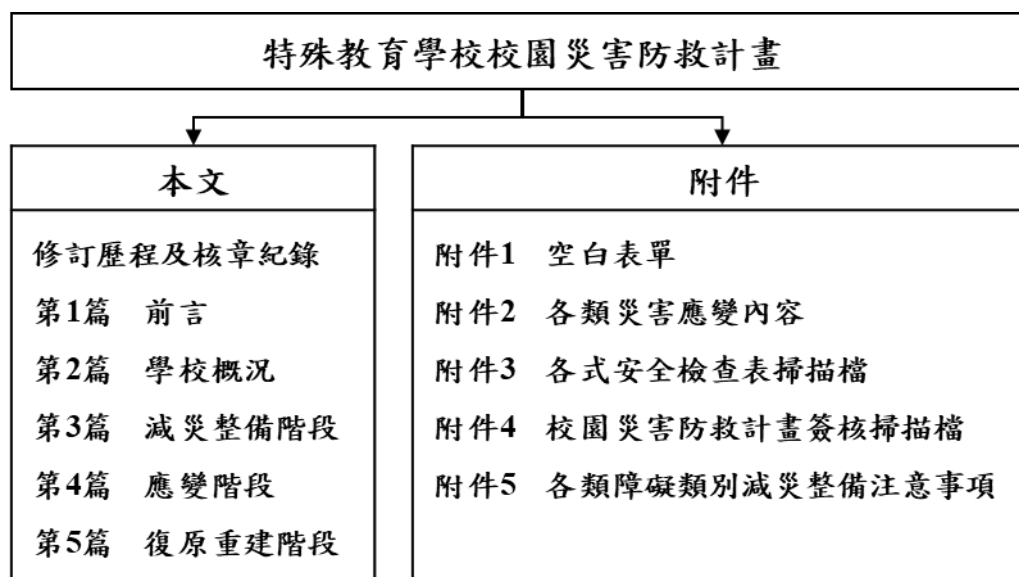 特殊教育學校校園災害防救計畫
本文
修訂歷程及核章紀錄
第1篇 前言
第2篇 學校概況
第3篇 減災整備階段
第4篇 應變階段
第5篇 復原重建階段
附件
附件1 空白表單
附件2 各類災害應變內容
附件3 各式安全檢查表掃描檔
附件4 校園災害防救計畫簽核掃描檔
附件5 各類障礙類別減災整備注意事項